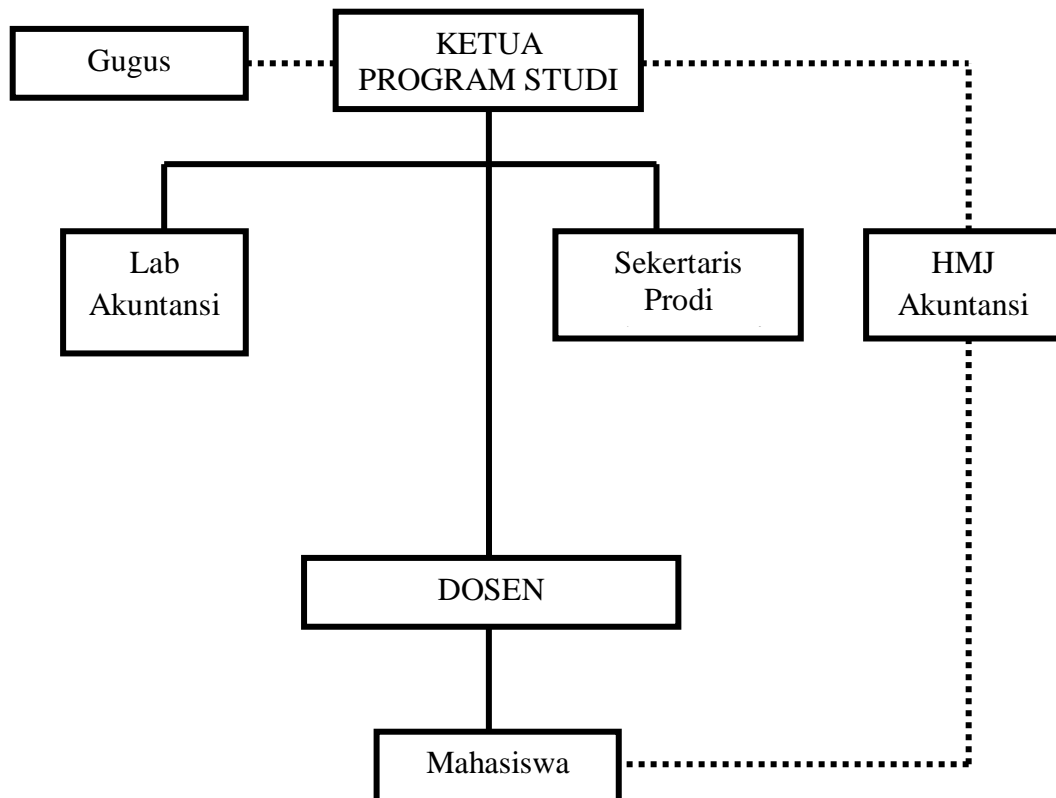 Gugus
KETUA
PROGRAM STUDI
Lab
Akuntansi
Sekertaris
Prodi
HMJ
Akuntansi
DOSEN
Mahasiswa